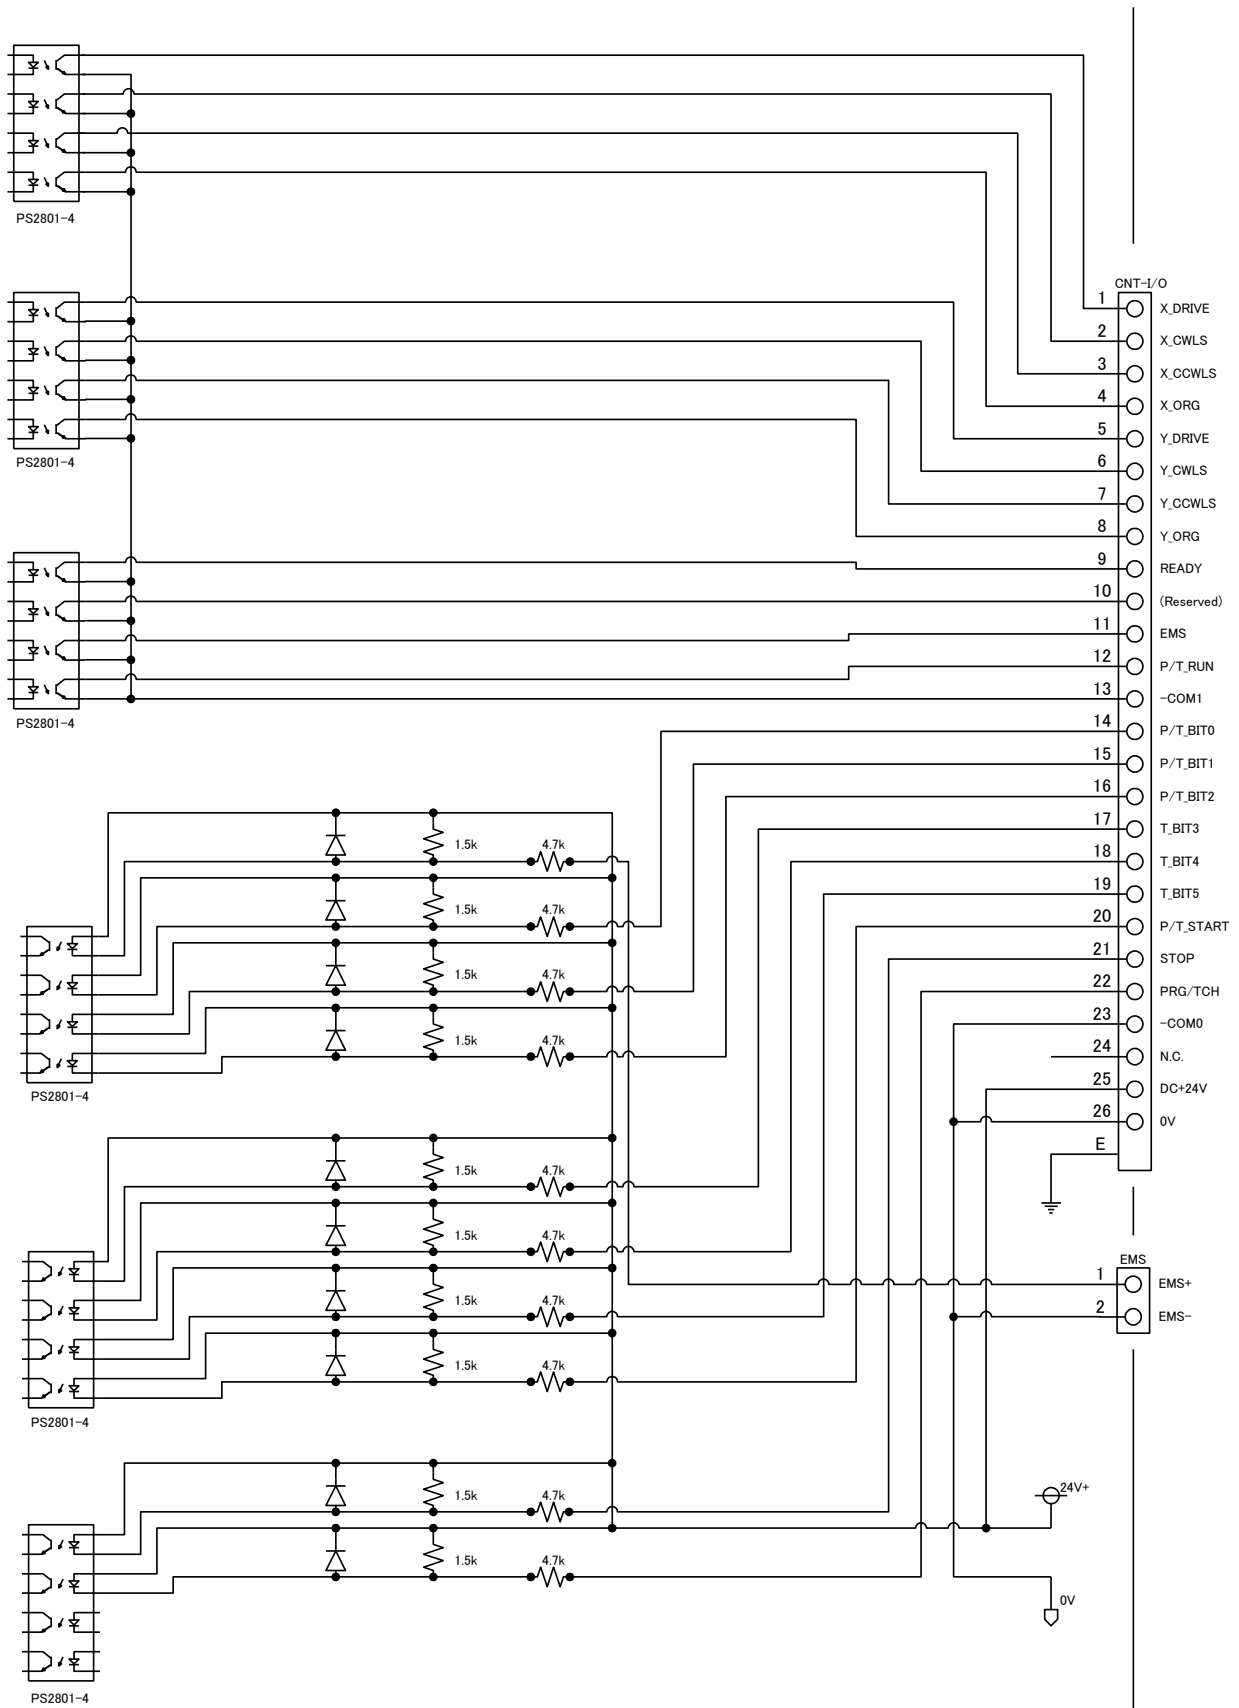 PS2801-4
CNT-I/O
1 X_DRIVE
2 X_CWLS
3 X_CCWLS
4 X_ORG
5 Y_DRIVE
PS2801-4
6 Y_CWLS
7 Y_CCWLS
8 Y_ORG
9 READY
10 (Reserved)
11 EMS
12 P/T_RUN
13 -COM1
PS2801-4
14 P/T_BIT0
15 P/T_BIT1
16 P/T_BIT2
17 T_BIT3
1.5k 4.7k
18 T_BIT4
19 T_BIT5
1.5k 4.7k
20 P/T_START
21 STOP
1.5k 4.7k
22 PRG/TCH
23 -COM0
1.5k 4.7k
24 N.C.
25 DC+24V
PS2801-4
26 0V
E
1.5k 4.7k
1.5k 4.7k
EMS
1 EMS+
1.5k 4.7k
2 EMS-
1.5k 4.7k
PS2801-4
24V+
1.5k 4.7k
1.5k 4.7k
0V
PS2801-4